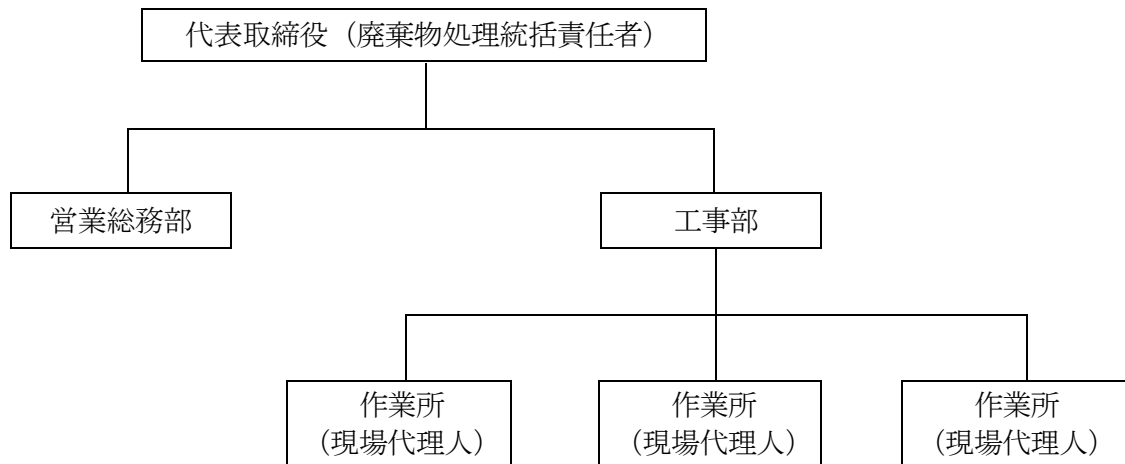 代表取締役（廃棄物処理統括責任者）
営業総務部
工事部
作業所
（現場代理人）
作業所
（現場代理人）
作業所
（現場代理人）